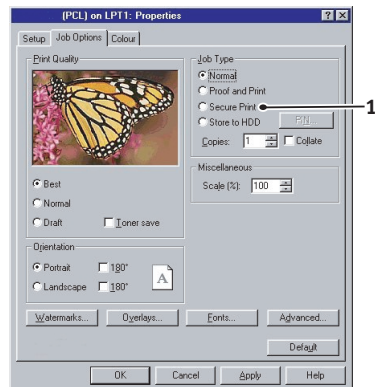 (PCL) on LPT1: Properties
Setup Job Options Colour
Print Quality
Best
Normal
Draft Toner save
Orientation
Portrait 180°
Landscape 180°
A
Job Type
Normal
Proof and Print
Secure Print 1
Store to HDD PIN
Copies: 1 Collate
Miscellaneous
Scale (%): 100
Watermarks... Overlays... Fonts... Advanced...
Default
OK Cancel Apply Help